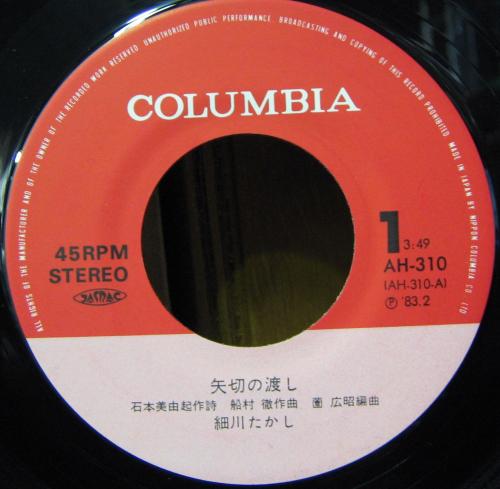 ALL RIGHTS OF THE MANUFACTURER AND OF THE OWNER OF THE RECORDED WORK RESERVED. UNAUTHORIZED PUBLIC PERFORMANCE. BROADCASTING AND COPYING OF THIS RECORD PROHIBITED. MADE IN JAPAN BY NIPPON COLUMBIA CO. LTD
COLUMBIA
45RPM
STEREO
JASRAC
1 3:49
AH-310
(AH-310-A)
Ⓟ '83.2
矢切の渡し
石本美由起作詩 船村 徹作曲 薗 広昭編曲
細川たかし